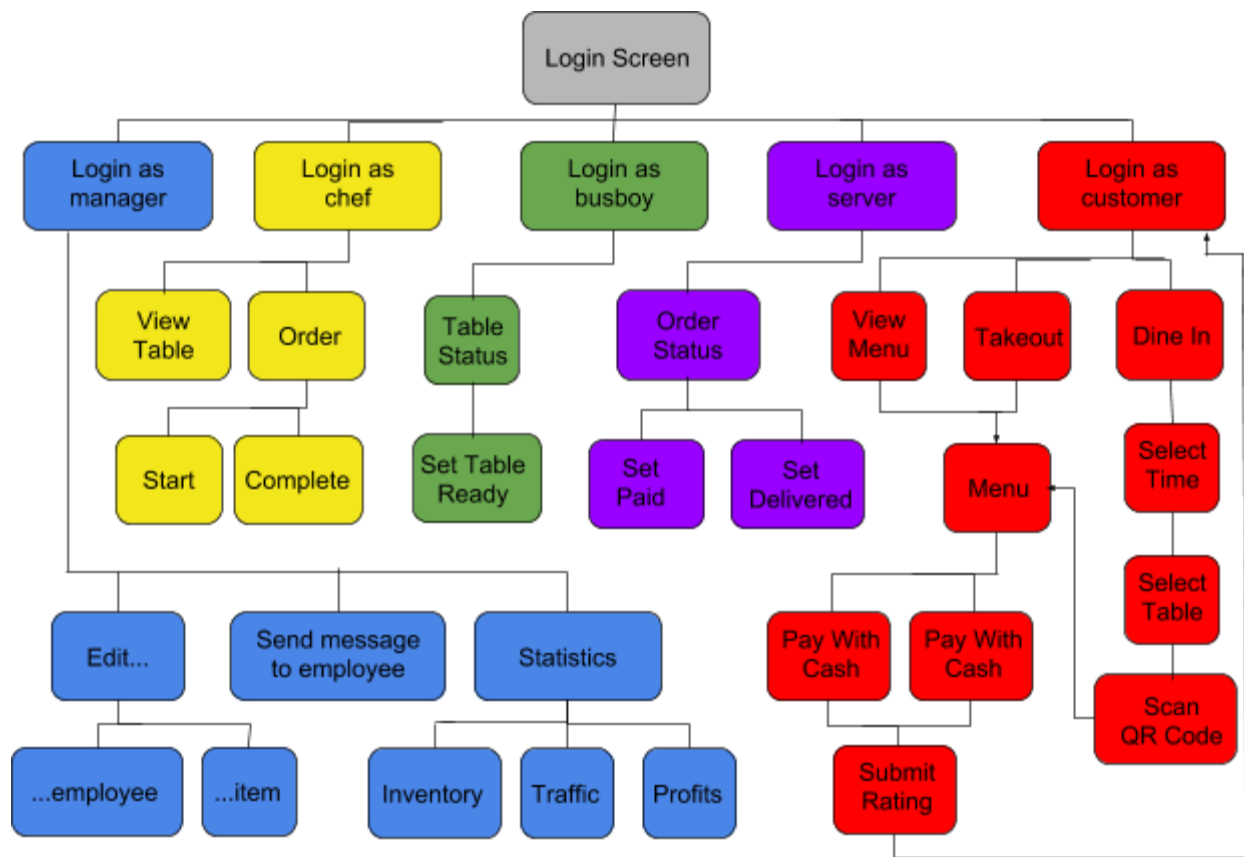 Login Screen
Login as
manager
Login as
chef
Login as
busboy
Login as
server
Login as
customer
View
Table
Order
Table
Status
Order
Status
View
Menu
Takeout
Dine In
Start
Complete
Set Table
Ready
Set
Paid
Set
Delivered
Menu
Select
Time
Select
Table
Edit...
Send message
to employee
Statistics
Pay With
Cash
Pay With
Cash
Scan
QR Code
...employee
...item
Inventory
Traffic
Profits
Submit
Rating